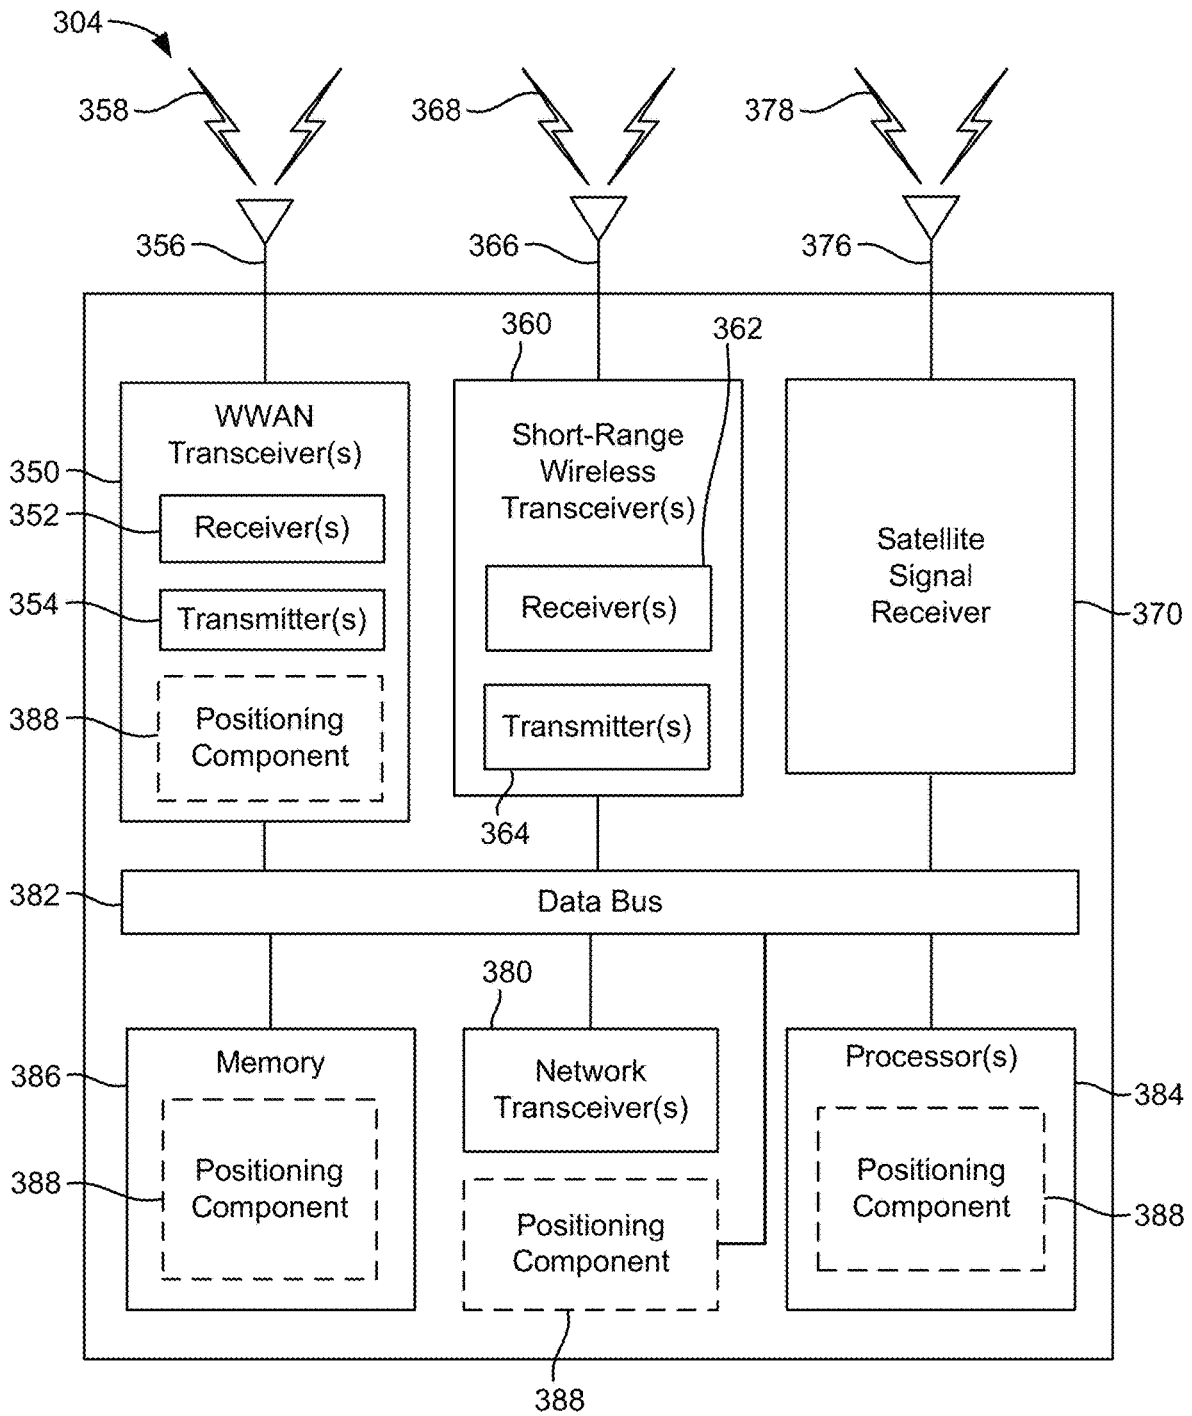 304
358
368
378
356
366
376
360
362
WWAN
Transceiver(s)
350
352
Receiver(s)
354
Transmitter(s)
388
Positioning
Component
Short-Range
Wireless
Transceiver(s)
Receiver(s)
Transmitter(s)
364
Satellite
Signal
Receiver
370
382
Data Bus
380
386
Memory
388
Positioning
Component
Network
Transceiver(s)
Positioning
Component
388
Processor(s)
384
Positioning
Component
388